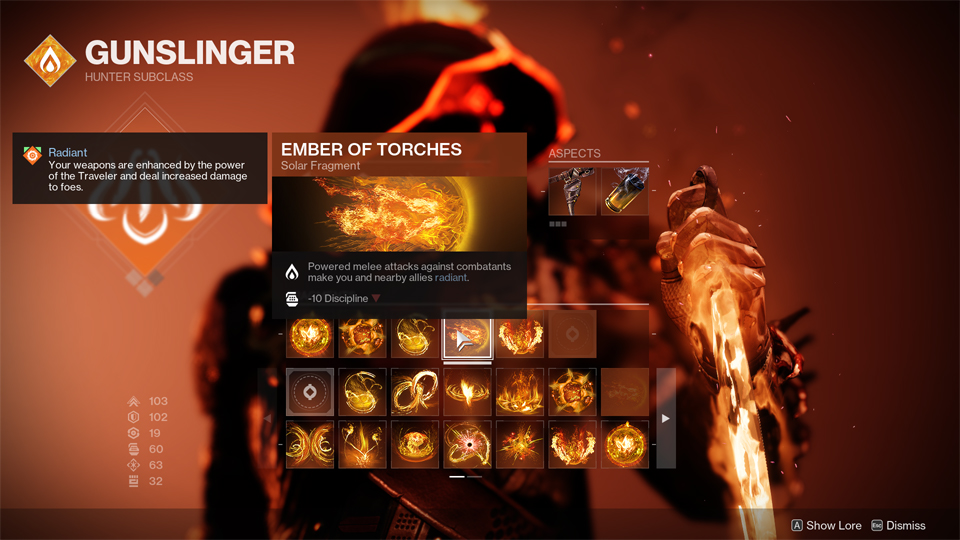 GUNSLINGER
HUNTER SUBCLASS
Radiant
Your weapons are enhanced by the power
of the Traveler and deal increased damage
to foes.
EMBER OF TORCHES
Solar Fragment
Powered melee attacks against combatants
make you and nearby allies radiant.
-10 Discipline
ASPECTS
103
102
19
60
63
32
A Show Lore
Esc Dismiss